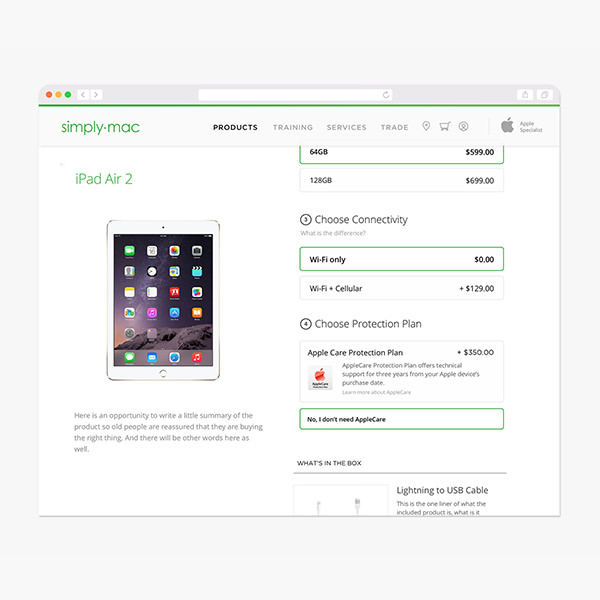 simply·mac
PRODUCTS
TRAINING
SERVICES
TRADE
Apple
Specialist
iPad Air 2
Here is an opportunity to write a little summary of the
product so old people are reassured that they are buying
the right thing. And there will be other words here as
well.
64GB $599.00
128GB $699.00
3 Choose Connectivity
What is the difference?
Wi-Fi only $0.00
Wi-Fi + Cellular + $129.00
4 Choose Protection Plan
Apple Care Protection Plan + $350.00
AppleCare Protection Plan offers technical
support for three years from your Apple device's
purchase date.
Learn more about AppleCare
AppleCare
No, I don't need AppleCare
WHAT'S IN THE BOX
Lightning to USB Cable
This is the one liner of what the
included product is, what is it